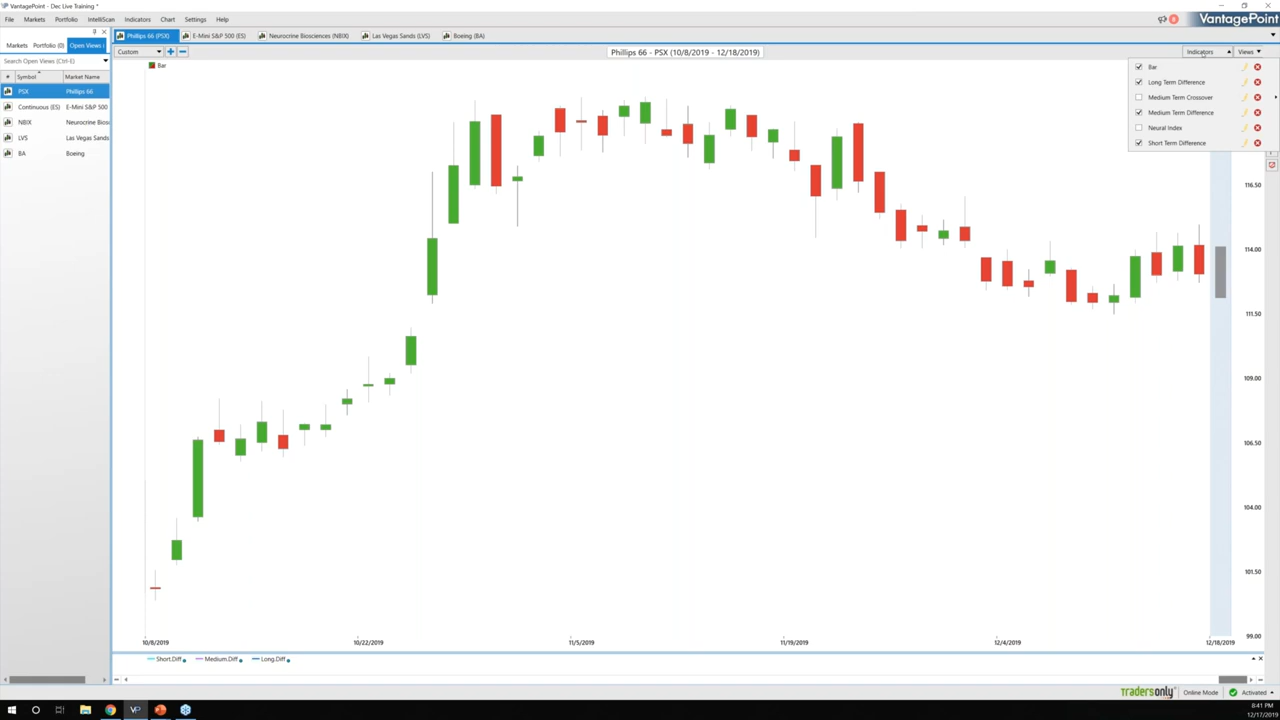 VantagePoint - Dec Live Training *
File Markets Portfolio IntelliScan Indicators Charts Settings Help
8 VantagePoint
Markets Portfolio (0) Open Views (
Phillips 66 (PSX) E-Mini S&P 500 (ES) Neurocrine Biosciences (NBIX) Las Vegas Sands (LVS) Boeing (BA)
Search Open Views (Ctrl-E)
Custom
Phillips 66 - PSX (10/8/2019 - 12/18/2019)
Indicators Views
Symbol Market Name
PSX Phillips 66
Continuous (ES) E-Mini S&P 500
NBIX Neurocrine Bios
LVS Las Vegas Sands
BA Boeing
Bar
Bar
Long Term Difference
Medium Term Crossover
Medium Term Difference
Neural Index
Short Term Difference
116.50
114.00
111.50
109.00
106.50
104.00
101.50
99.00
10/8/2019 10/22/2019 11/5/2019 11/19/2019 12/4/2019 12/18/2019
Short.Diff Medium.Diff Long.Diff
tradersonly Online Mode Activated
VP
8:41 PM
12/17/2019